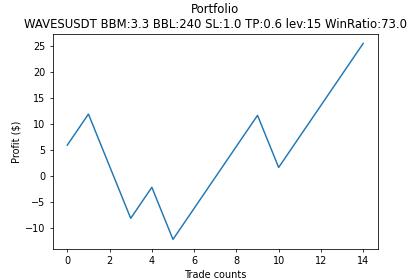 Portfolio
WAVESUSDT BBM:3.3 BBL:240 SL:1.0 TP:0.6 lev:15 WinRatio:73.0
25
20
15
10
5
0
−5
−10
Profit ($)
0 2 4 6 8 10 12 14
Trade counts